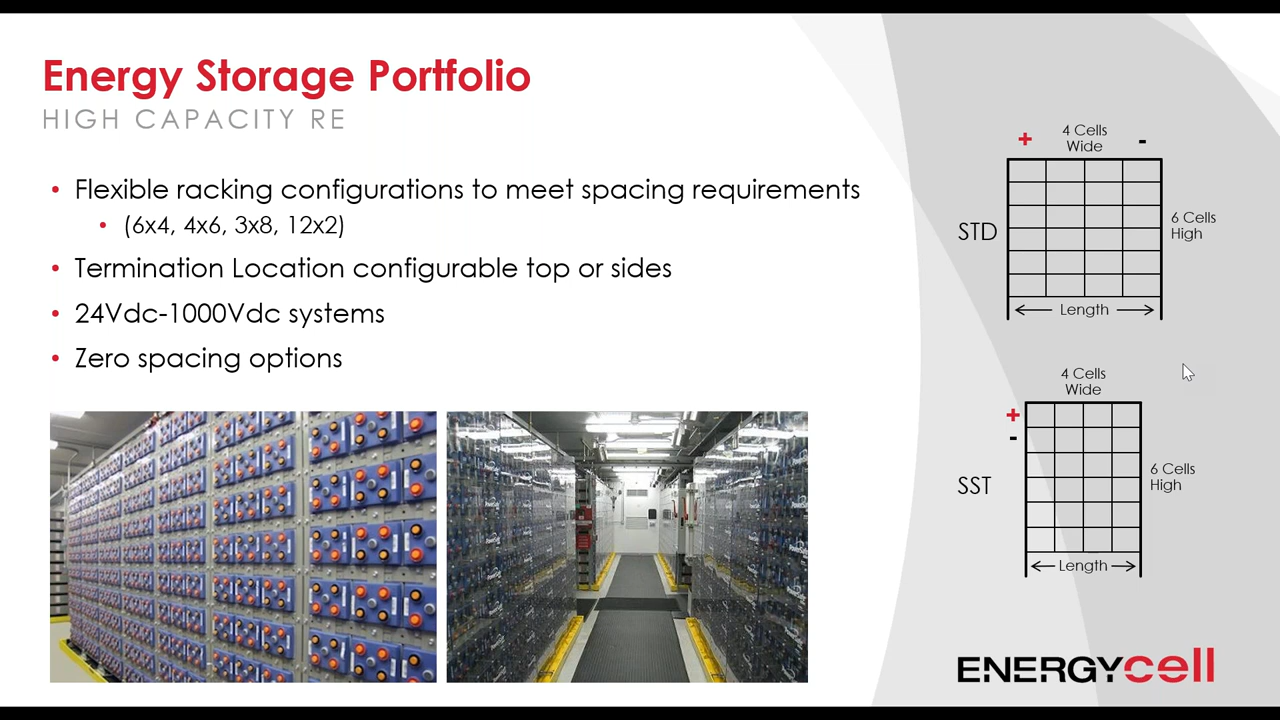 Energy Storage Portfolio
HIGH CAPACITY RE
• Flexible racking configurations to meet spacing requirements
• (6x4, 4x6, 3x8, 12x2)
• Termination Location configurable top or sides
• 24Vdc-1000Vdc systems
• Zero spacing options
+
4 Cells
Wide
-
STD
6 Cells
High
Length
4 Cells
Wide
+
-
SST
6 Cells
High
Length
ENERGYCell